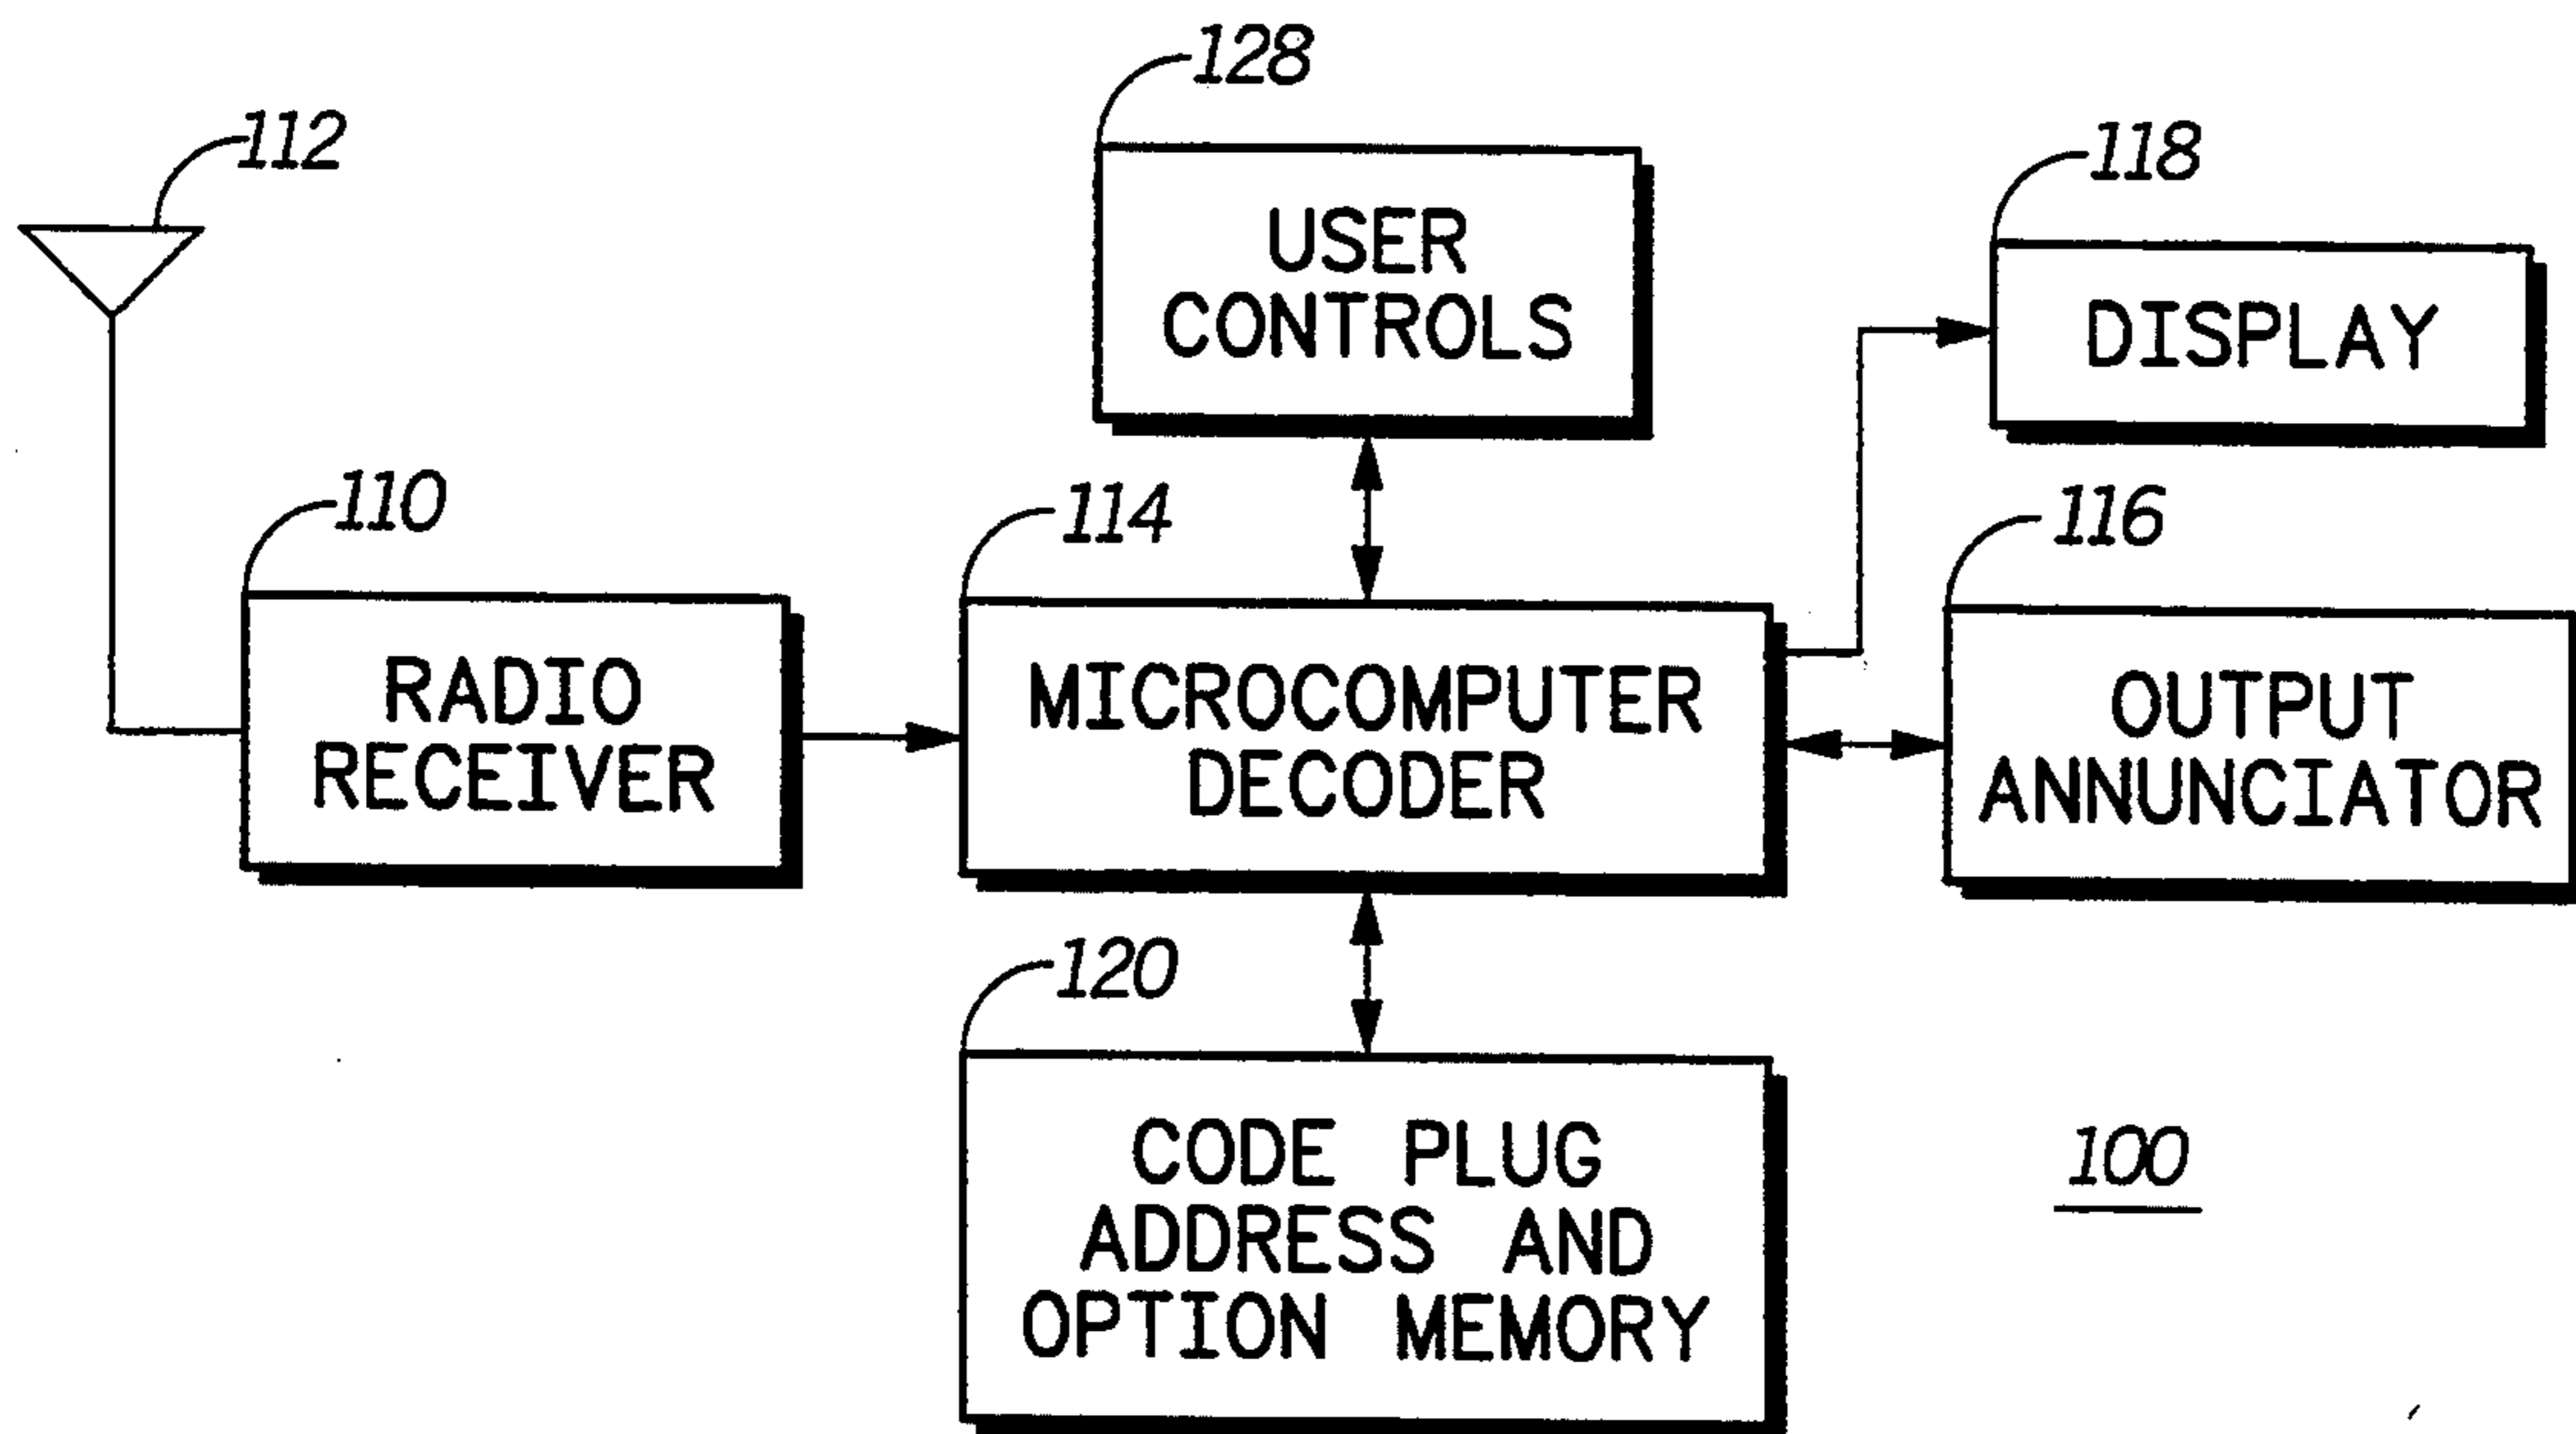 128
112
118
USER
CONTROLS
DISPLAY
110
114
116
RADIO
RECEIVER
MICROCOMPUTER
DECODER
OUTPUT
ANNUNCIATOR
120
CODE PLUG
ADDRESS AND
OPTION MEMORY
100